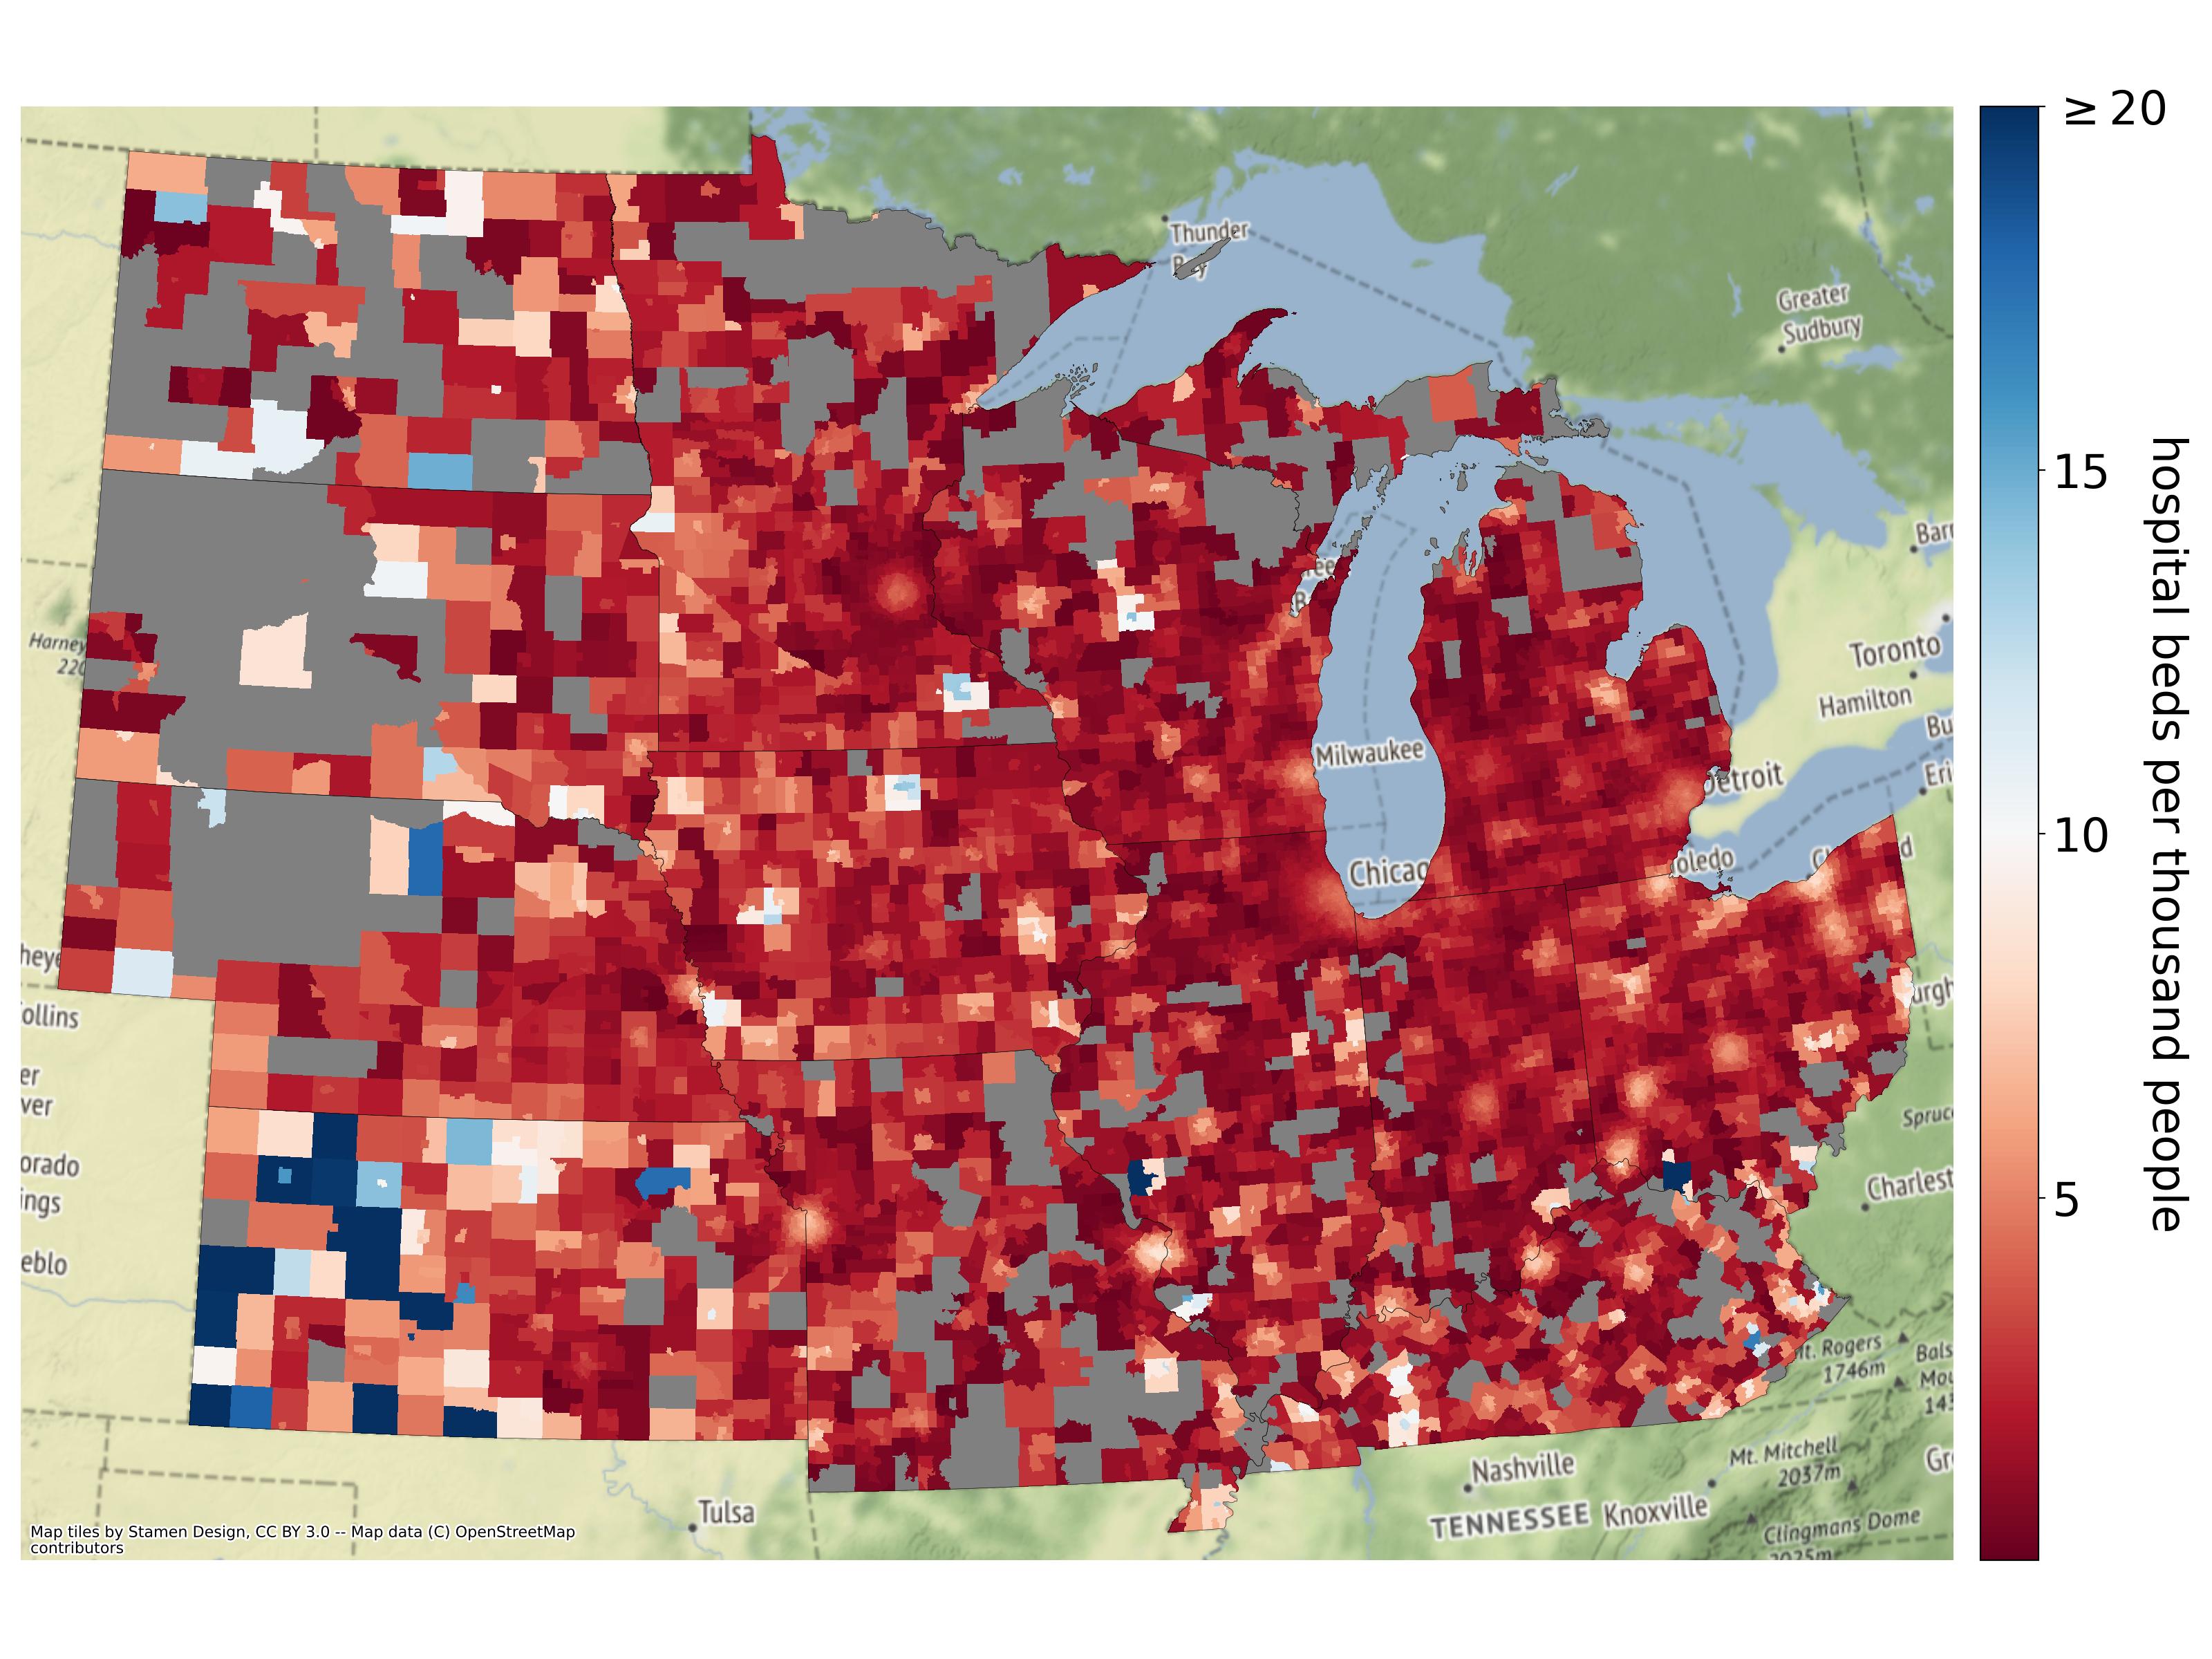 ≥ 20
15
10
5
hospital beds per thousand people
Thunder
Bay
Greater
Sudbury
Barr
Toronto
Hamilton
Bu
Eri
Harney
220
Milwaukee
Detroit
Chicag
oledo
Cl
d
heye
urgh
ollins
er
ver
Spruc
orado
ings
Charlest
eblo
Mt. Rogers
1746m
Bals
Mou
143
Nashville
Mt. Mitchell
2037m
Gr
Tulsa
TENNESSEE
Knoxville
Clingmans Dome
2025m
Map tiles by Stamen Design, CC BY 3.0 -- Map data (C) OpenStreetMap
contributors